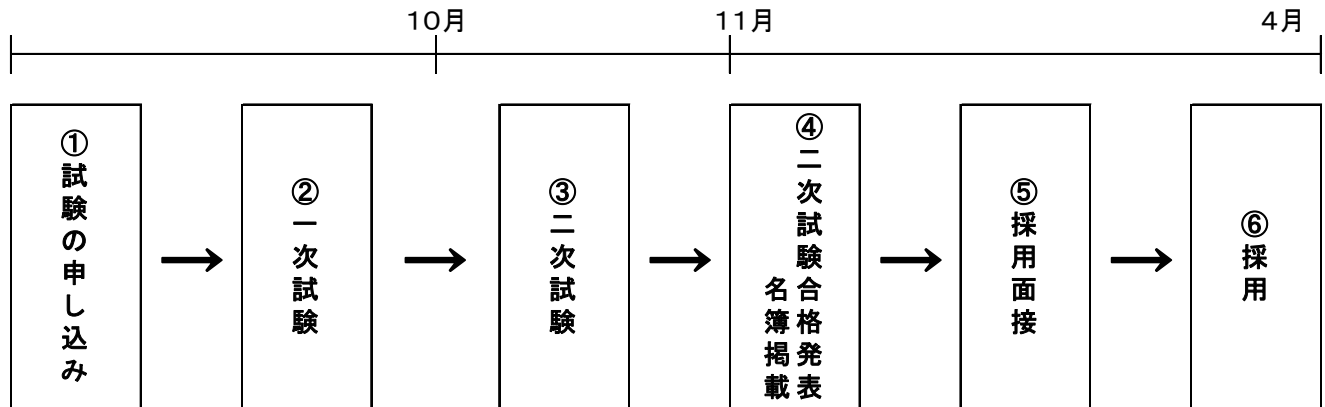 10月
11月
4月
①試験の申し込み
②一次試験
③二次試験
④二次試験合格発表
名簿掲載
⑤採用面接
⑥採用